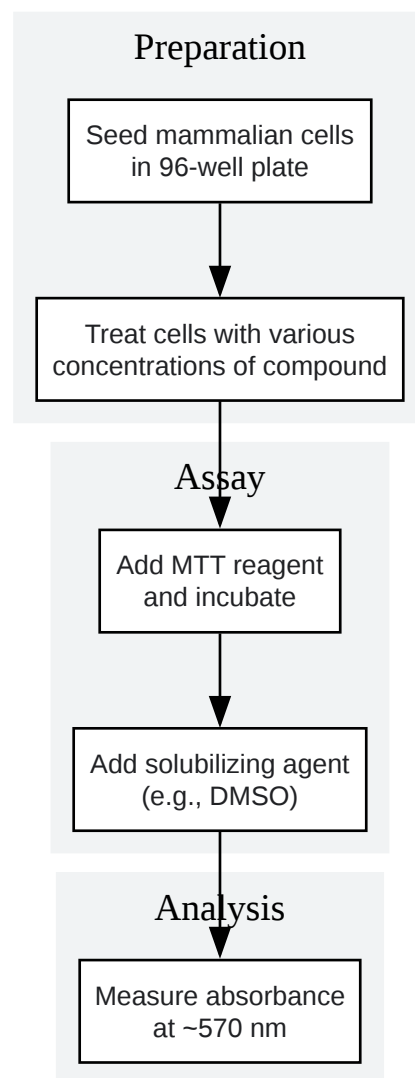 Preparation
Seed mammalian cells
in 96-well plate
Treat cells with various
concentrations of compound
Assay
Add MTT reagent
and incubate
Add solubilizing agent
(e.g., DMSO)
Analysis
Measure absorbance
at ~570 nm